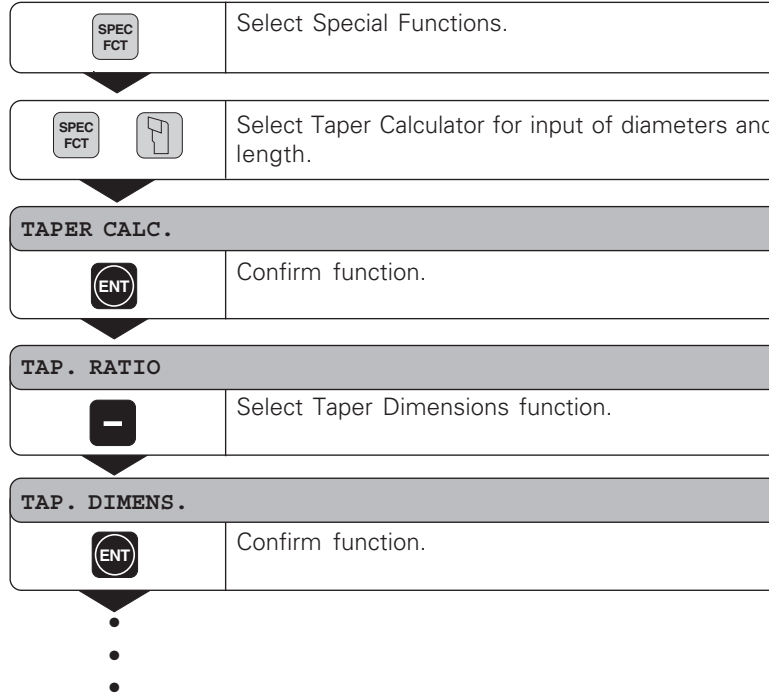 SPEC
FCT
Select Special Functions.
SPEC
FCT
Select Taper Calculator for input of diameters and
length.
TAPER CALC.
ENT
Confirm function.
TAP. RATIO
–
Select Taper Dimensions function.
TAP. DIMENS.
ENT
Confirm function.